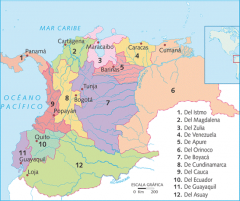 MAR CARIBE
Cartagena
Maracaibo
Caracas
Cumaná
Panamá
1
2
3
4
5
6
7
8
9
10
11
12
Barinas
Tunja
Bogotá
Popayán
OCÉANO
PACÍFICO
Quito
Guayaquil
Loja
ESCALA GRÁFICA
0 Km 200
1. Del Istmo
2. Del Magdalena
3. Del Zulia
4. De Venezuela
5. De Apure
6. Del Orinoco
7. De Boyacá
8. De Cundinamarca
9. Del Cauca
10. Del Ecuador
11. De Guayaquil
12. Del Asuay